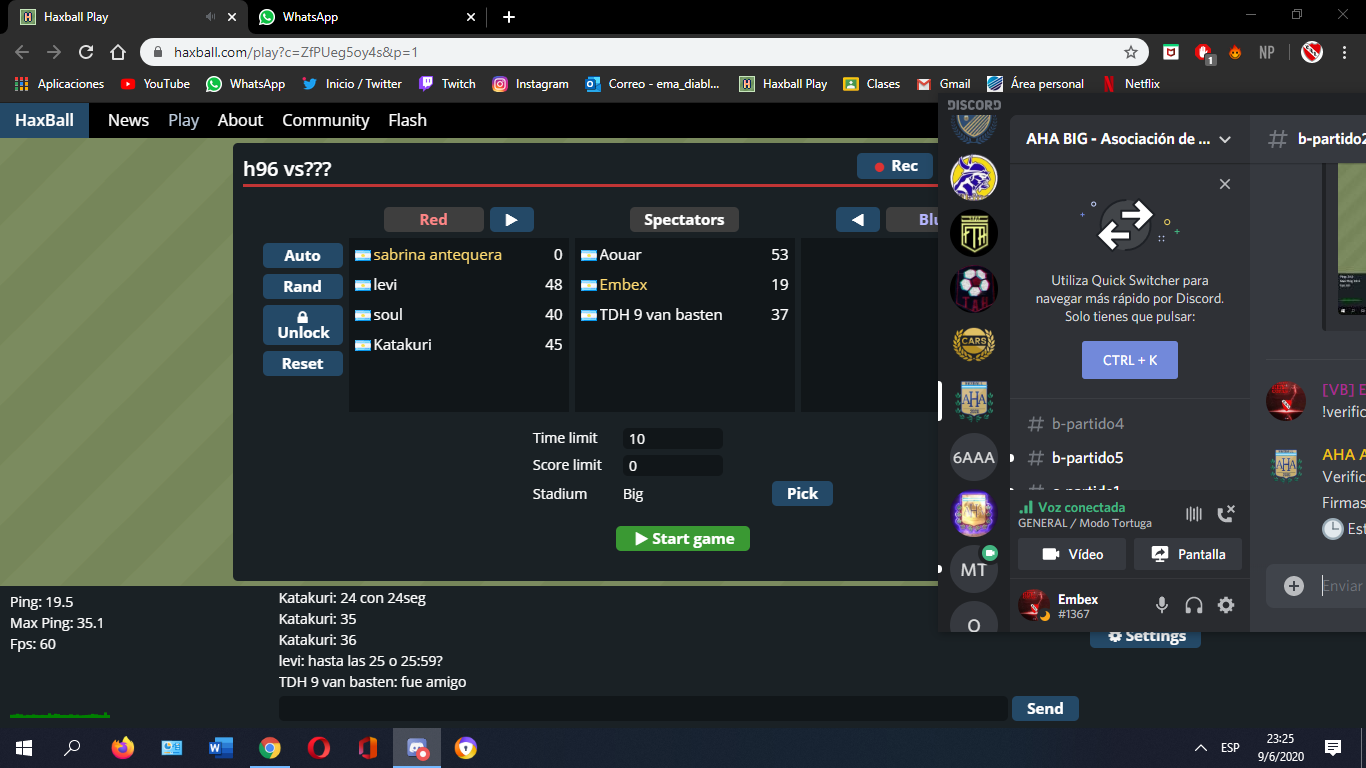 Haxball Play
WhatsApp
haxball.com/play?c=ZfPUeg5oy4s&p=1
1
NP
Aplicaciones
YouTube
WhatsApp
Inicio / Twitter
Twitch
Instagram
Correo - ema_diabl...
Haxball Play
Clases
Gmail
Área personal
Netflix
HaxBall
News
Play
About
Community
Flash
h96 vs???
Rec
Red
Spectators
Blu
Auto
Rand
Unlock
Reset
sabrina antequera 0
levi 48
soul 40
Katakuri 45
Aouar 53
Embex 19
TDH 9 van basten 37
Time limit 10
Score limit 0
Stadium Big
Pick
Start game
Ping: 19.5
Max Ping: 35.1
Fps: 60
Katakuri: 24 con 24seg
Katakuri: 35
Katakuri: 36
levi: hasta las 25 o 25:59?
TDH 9 van basten: fue amigo
Send
Settings
DISCORD
FTA
CARS
AHA
6AAA
MT
O
AHA BIG - Asociación de ...
Utiliza Quick Switcher para
navegar más rápido por Discord.
Solo tienes que pulsar:
CTRL + K
# b-partido4
# b-partido5
Voz conectada
GENERAL / Modo Tortuga
Vídeo
Pantalla
Embex
#1367
# b-partido2
[VB] E
!verific
AHA A
Verific
Firmas
Est
Enviar
ESP
23:25
9/6/2020